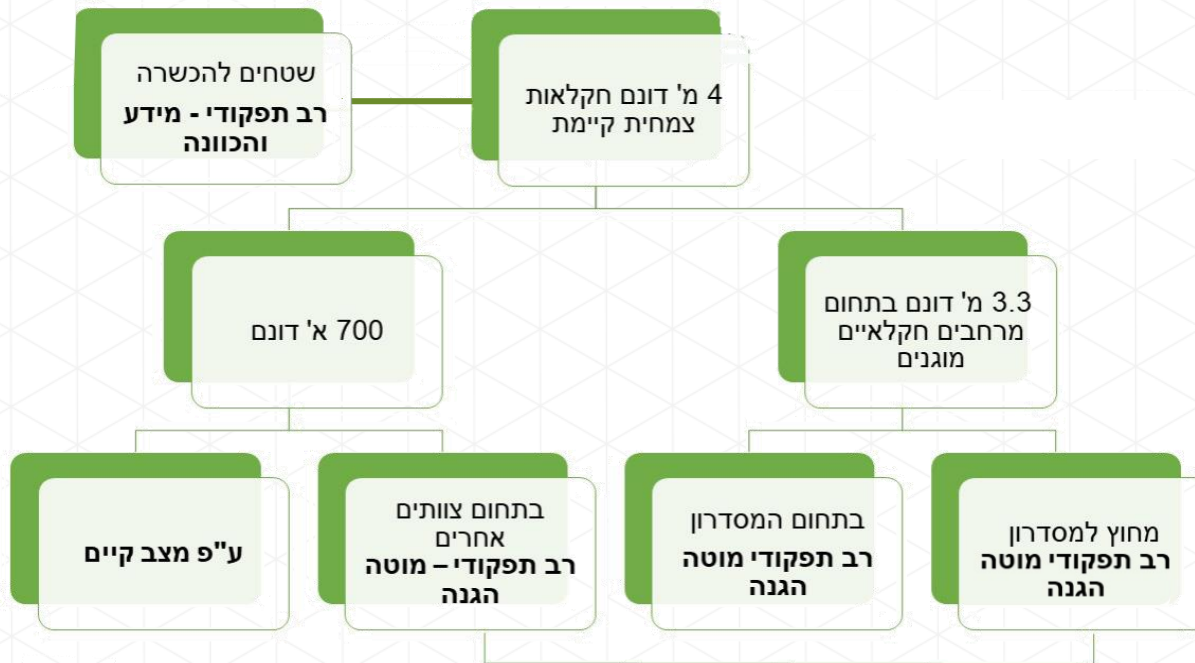 שטחים להכשרה
רב תפקודי - מידע
והכוונה
4 מ' דונם חקלאות
צמחית קיימת
3.3 מ' דונם בתחום
מרחבים חקלאיים
מוגנים
700 א' דונם
מחוץ למסדרון
רב תפקודי מוטה
הגנה
בתחום המסדרון
רב תפקודי מוטה
הגנה
בתחום צוותים
אחרים
רב תפקודי – מוטה
הגנה
ע"פ מצב קיים